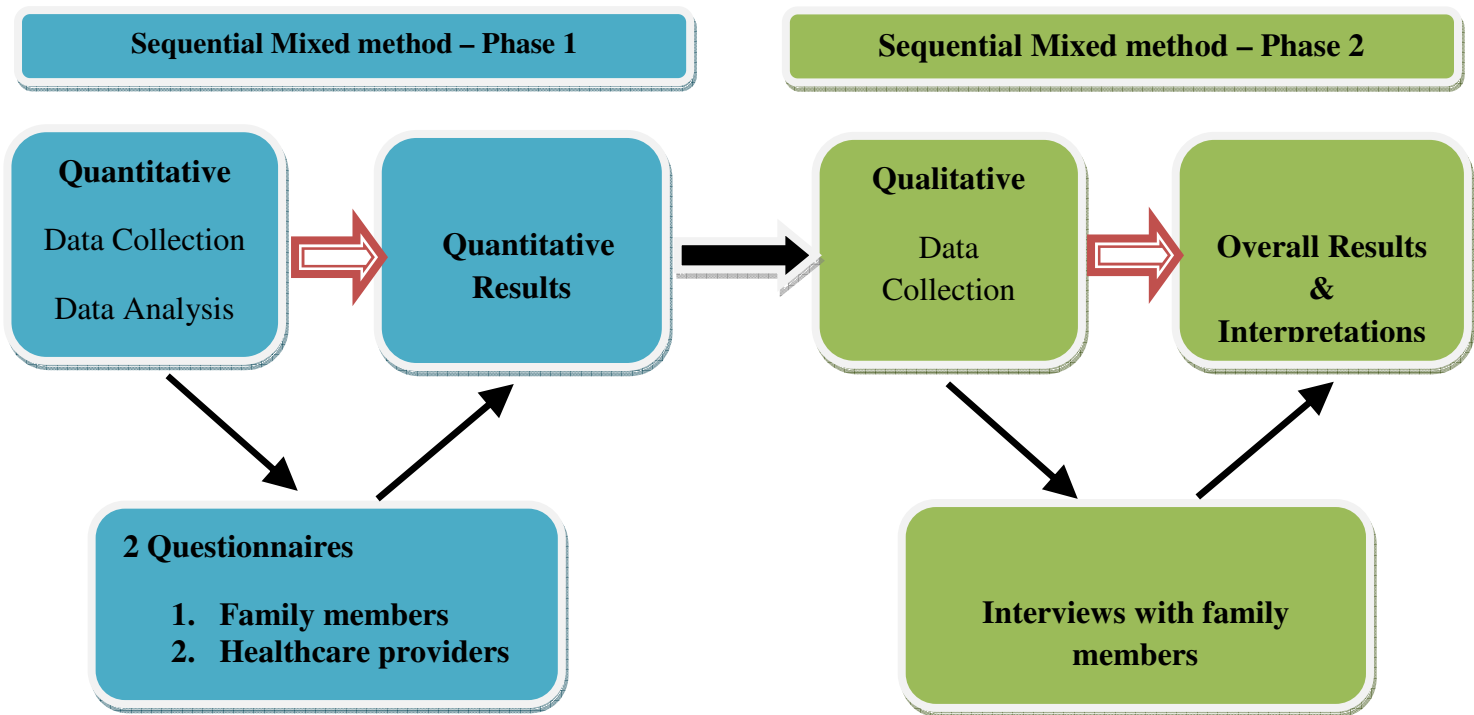 Sequential Mixed method – Phase 1
Sequential Mixed method – Phase 2
Quantitative
Data Collection
Data Analysis
Quantitative
Results
Qualitative
Data
Collection
Overall Results
&
Interpretations
2 Questionnaires
1. Family members
2. Healthcare providers
Interviews with family
members